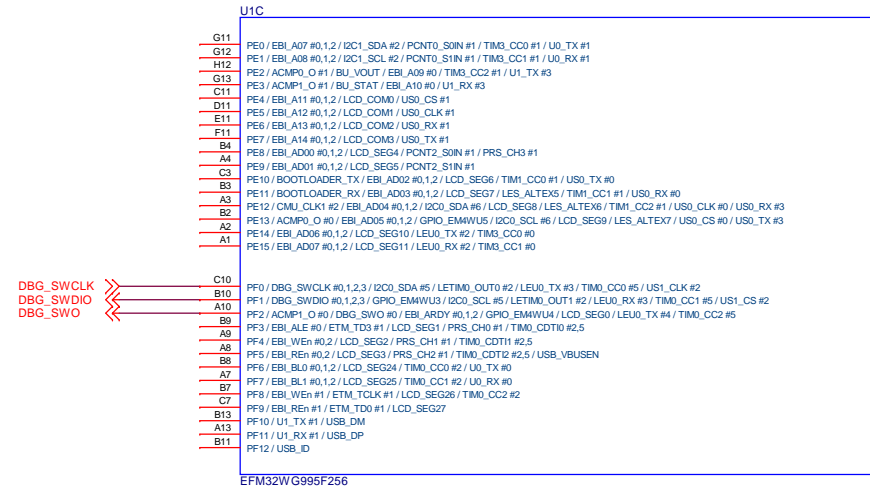 U1C
G11 PE0 / EBI_A07 #0,1,2 / I2C1_SDA #2 / PCNT0_S0IN #1 / TIM3_CC0 #1 / U0_TX #1
G12 PE1 / EBI_A08 #0,1,2 / I2C1_SCL #2 / PCNT0_S1IN #1 / TIM3_CC1 #1 / U0_RX #1
H12 PE2 / ACMP0_O #1 / BU_VOUT / EBI_A09 #0 / TIM3_CC2 #1 / U1_TX #3
G13 PE3 / ACMP1_O #1 / BU_STAT / EBI_A10 #0 / U1_RX #3
C11 PE4 / EBI_A11 #0,1,2 / LCD_COM0 / US0_CS #1
D11 PE5 / EBI_A12 #0,1,2 / LCD_COM1 / US0_CLK #1
E11 PE6 / EBI_A13 #0,1,2 / LCD_COM2 / US0_RX #1
F11 PE7 / EBI_A14 #0,1,2 / LCD_COM3 / US0_TX #1
B4 PE8 / EBI_AD00 #0,1,2 / LCD_SEG4 / PCNT2_S0IN #1 / PRS_CH3 #1
A4 PE9 / EBI_AD01 #0,1,2 / LCD_SEG5 / PCNT2_S1IN #1
C3 PE10 / BOOTLOADER_TX / EBI_AD02 #0,1,2 / LCD_SEG6 / TIM1_CC0 #1 / US0_TX #0
B3 PE11 / BOOTLOADER_RX / EBI_AD03 #0,1,2 / LCD_SEG7 / LES_ALTEX5 / TIM1_CC1 #1 / US0_RX #0
A3 PE12 / CMU_CLK1 #2 / EBI_AD04 #0,1,2 / I2C0_SDA #6 / LCD_SEG8 / LES_ALTEX6 / TIM1_CC2 #1 / US0_CLK #0 / US0_RX #3
B2 PE13 / ACMP0_O #0 / EBI_AD05 #0,1,2 / GPIO_EM4WU5 / I2C0_SCL #6 / LCD_SEG9 / LES_ALTEX7 / US0_CS #0 / US0_TX #3
A2 PE14 / EBI_AD06 #0,1,2 / LCD_SEG10 / LEU0_TX #2 / TIM3_CC0 #0
A1 PE15 / EBI_AD07 #0,1,2 / LCD_SEG11 / LEU0_RX #2 / TIM3_CC1 #0
DBG_SWCLK C10 PF0 / DBG_SWCLK #0,1,2,3 / I2C0_SDA #5 / LETIM0_OUT0 #2 / LEU0_TX #3 / TIM0_CC0 #5 / US1_CLK #2
DBG_SWDIO B10 PF1 / DBG_SWDIO #0,1,2,3 / GPIO_EM4WU3 / I2C0_SCL #5 / LETIM0_OUT1 #2 / LEU0_RX #3 / TIM0_CC1 #5 / US1_CS #2
DBG_SWO A10 PF2 / ACMP1_O #0 / DBG_SWO #0 / EBI_ARDY #0,1,2 / GPIO_EM4WU4 / LCD_SEG0 / LEU0_TX #4 / TIM0_CC2 #5
B9 PF3 / EBI_ALE #0 / ETM_TD3 #1 / LCD_SEG1 / PRS_CH0 #1 / TIM0_CDTI0 #2,5
A9 PF4 / EBI_WEn #0,2 / LCD_SEG2 / PRS_CH1 #1 / TIM0_CDTI1 #2,5
A8 PF5 / EBI_REn #0,2 / LCD_SEG3 / PRS_CH2 #1 / TIM0_CDTI2 #2,5 / USB_VBUSEN
B8 PF6 / EBI_BL0 #0,1,2 / LCD_SEG24 / TIM0_CC0 #2 / U0_TX #0
A7 PF7 / EBI_BL1 #0,1,2 / LCD_SEG25 / TIM0_CC1 #2 / U0_RX #0
B7 PF8 / EBI_WEn #1 / ETM_TCLK #1 / LCD_SEG26 / TIM0_CC2 #2
C7 PF9 / EBI_REn #1 / ETM_TD0 #1 / LCD_SEG27
B13 PF10 / U1_TX #1 / USB_DM
A13 PF11 / U1_RX #1 / USB_DP
B11 PF12 / USB_ID
EFM32WG995F256